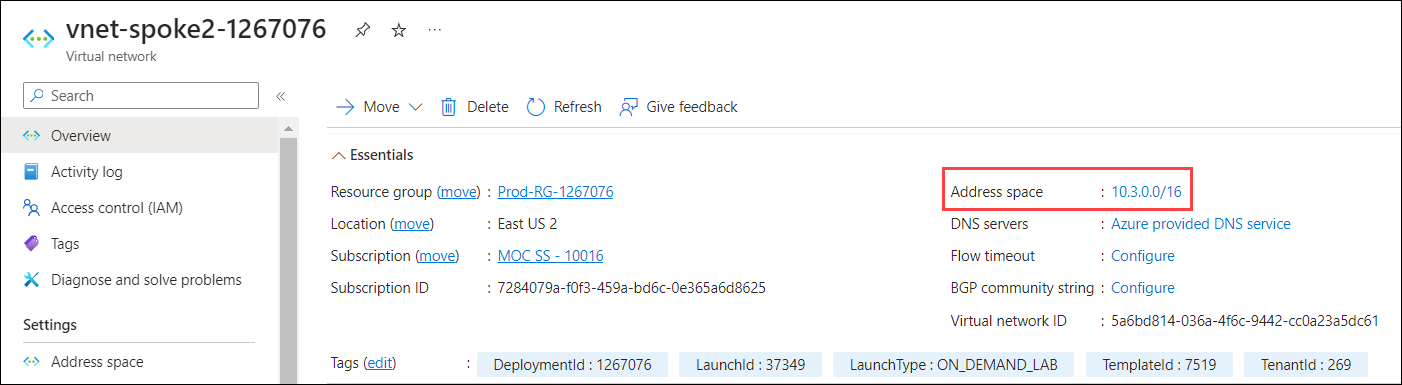 vnet-spoke2-1267076
Virtual network
Search
Overview
Activity log
Access control (IAM)
Tags
Diagnose and solve problems
Settings
Address space
Move
Delete
Refresh
Give feedback
Essentials
Resource group (move) : Prod-RG-1267076
Location (move) : East US 2
Subscription (move) : MOC SS - 10016
Subscription ID : 7284079a-f0f3-459a-bd6c-0e365a6d8625
Address space : 10.3.0.0/16
DNS servers : Azure provided DNS service
Flow timeout : Configure
BGP community string : Configure
Virtual network ID : 5a6bd814-036a-4f6c-9442-cc0a23a5dc61
Tags (edit) : DeploymentId : 1267076 LaunchId : 37349 LaunchType : ON_DEMAND_LAB TemplateId : 7519 TenantId : 269